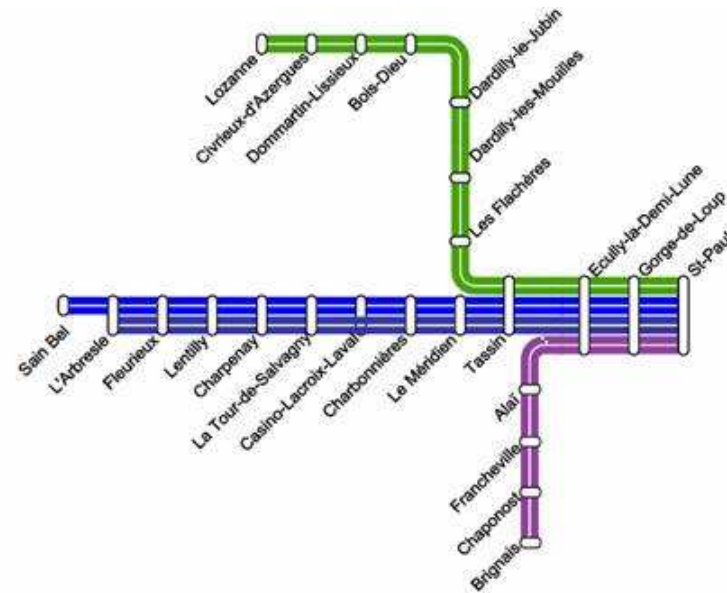 Lozanne
Civrieux-d'Azergues
Dommartin-Lissieux
Bois-Dieu
Dardilly-le-Jubin
Dardilly-les-Mouilles
Les Flachères
Ecully-la-Demi-Lune
Gorge-de-Loup
St-Paul
Sain Bel
L'Arbresle
Fleurieux
Lentilly
Charpenay
La Tour-de-Salvagny
Casino-Lacroix-Laval
Charbonnières
Le Méridien
Tassin
Alaï
Francheville
Chaponost
Brignais